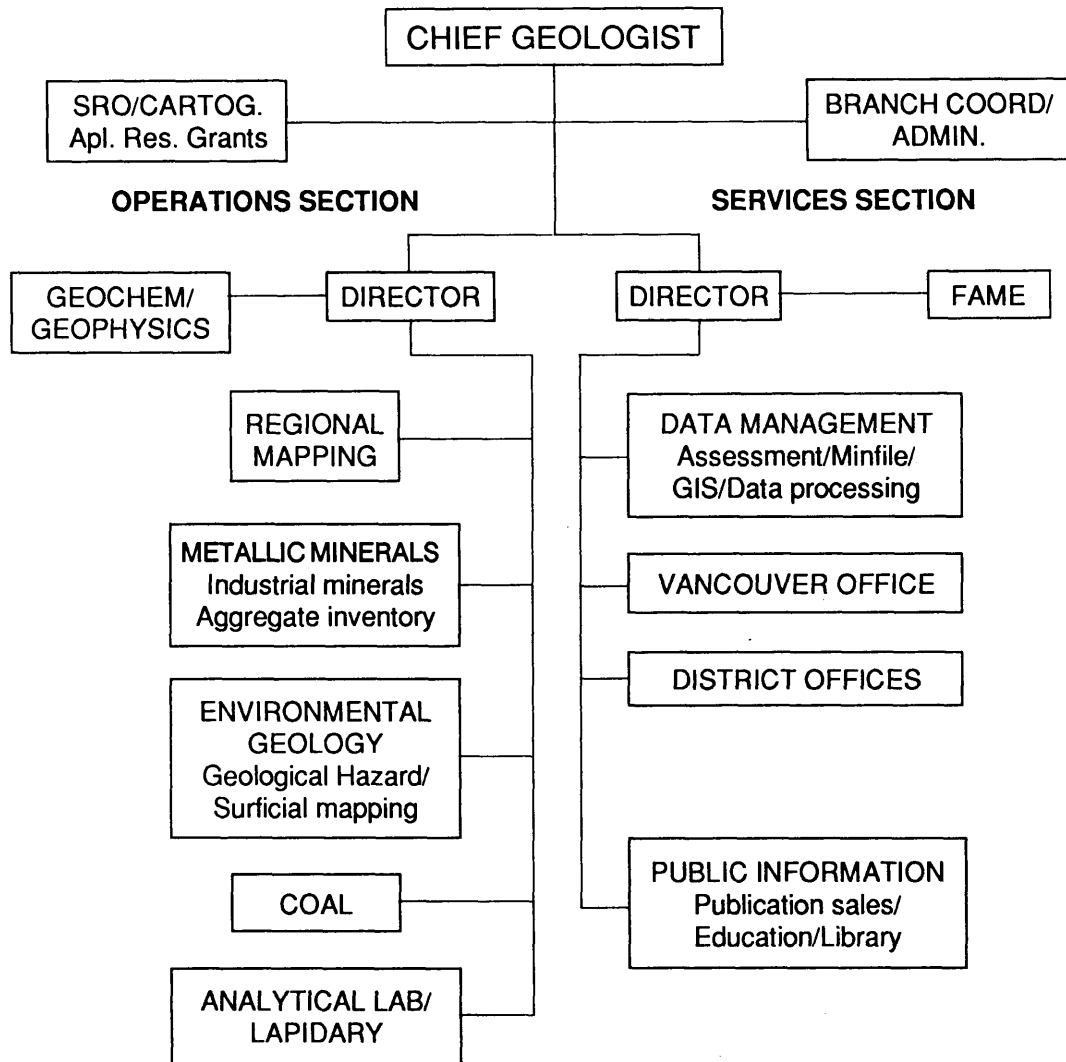 CHIEF GEOLOGIST
SRO/CARTOG.
Apl. Res. Grants
BRANCH COORD/
ADMIN.
OPERATIONS SECTION
SERVICES SECTION
GEOCHEM/
GEOPHYSICS
DIRECTOR
DIRECTOR
FAME
REGIONAL
MAPPING
METALLIC MINERALS
Industrial minerals
Aggregate inventory
ENVIRONMENTAL
GEOLOGY
Geological Hazard/
Surficial mapping
COAL
ANALYTICAL LAB/
LAPIDARY
DATA MANAGEMENT
Assessment/Minfile/
GIS/Data processing
VANCOUVER OFFICE
DISTRICT OFFICES
PUBLIC INFORMATION
Publication sales/
Education/Library